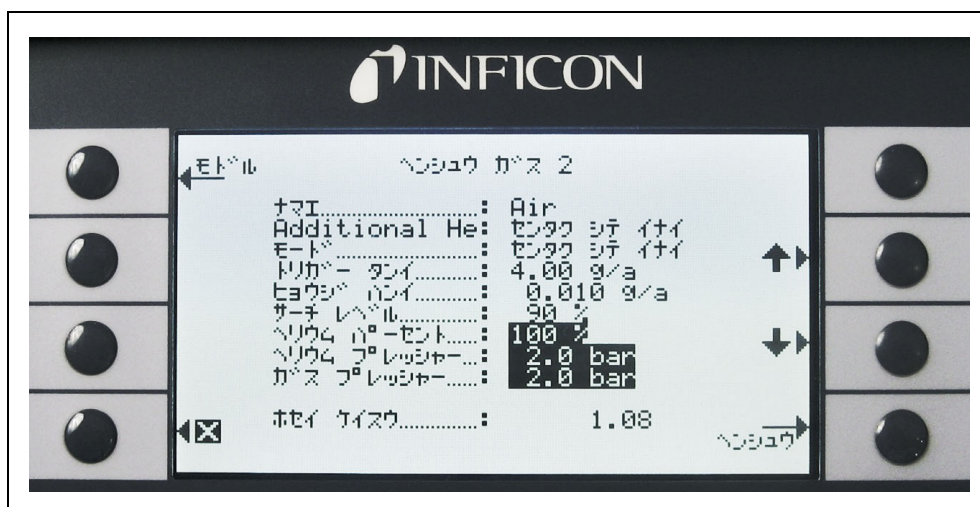 INFICON
モドル ヘンシュウ ガス 2
ナマエ....................: Air
Additional He: センタク シテ イナイ
モード....................: センタク シテ イナイ
トリガー タンイ............: 4.00 g/a
ヒョウジ ハンイ............: 0.010 g/a
サーチ レベル.............: 90 %
ヘリウム パーセント.....: 100 %
ヘリウム プレッシャー...: 2.0 bar
ガス プレッシャー......: 2.0 bar
ホセイ ケイスウ.............: 1.08
ヘンシュウ